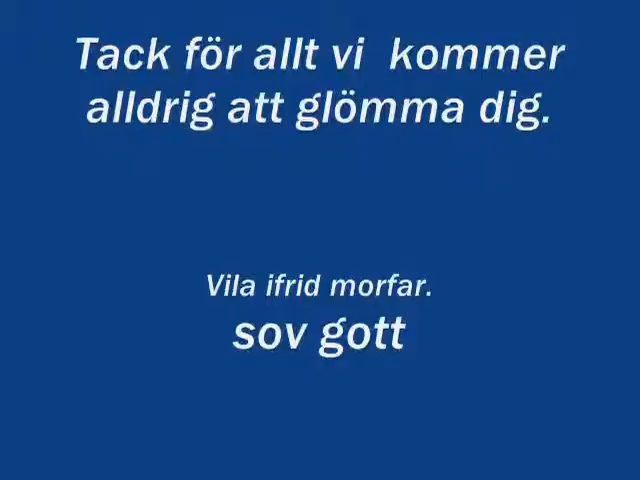 Tack för allt vi  kommer
alldrig att glömma dig.
Vila ifrid morfar.
sov gott